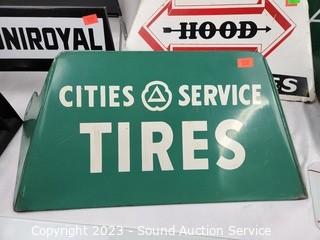 NIROYAL
HOOD
ES
CITIES SERVICE
TIRES
Copyright 2023 - Sound Auction Service